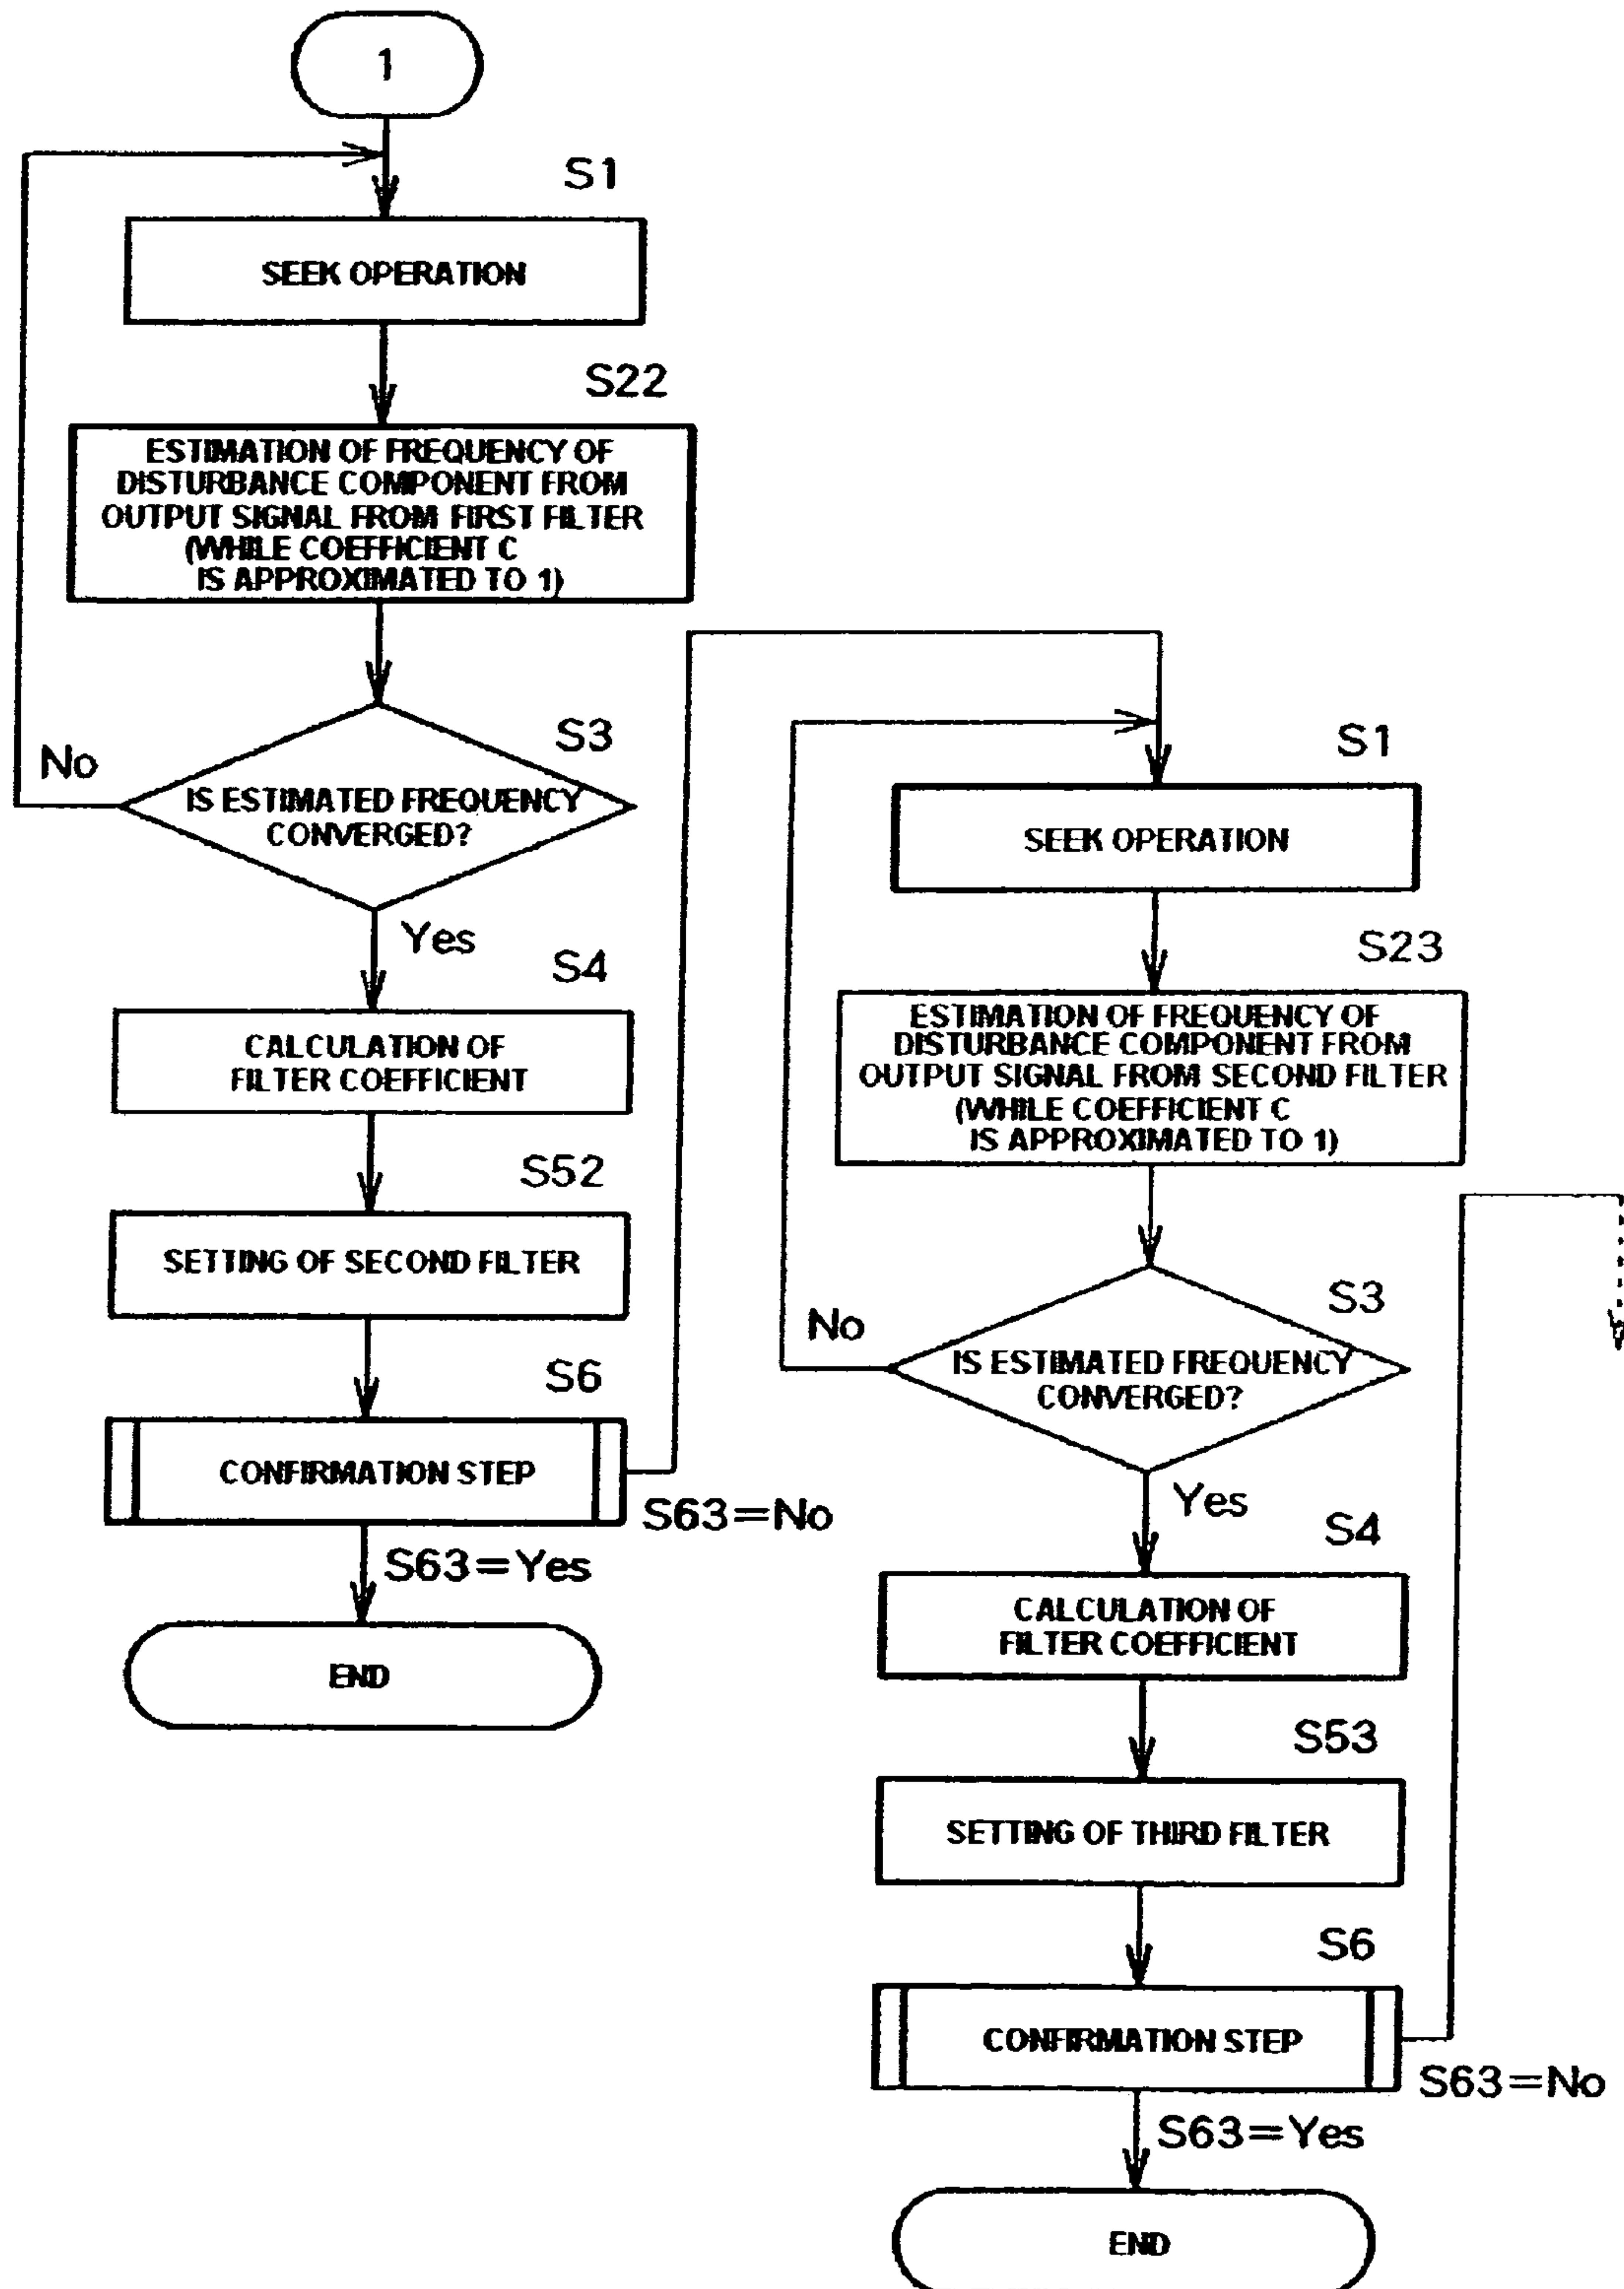 1
S1
SEEK OPERATION
S22
ESTIMATION OF FREQUENCY OF
DISTURBANCE COMPONENT FROM
OUTPUT SIGNAL FROM FIRST FILTER
(WHILE COEFFICIENT C
IS APPROXIMATED TO 1)
S3
No
IS ESTIMATED FREQUENCY
CONVERGED?
Yes
S4
CALCULATION OF
FILTER COEFFICIENT
S52
SETTING OF SECOND FILTER
S6
CONFIRMATION STEP
S63=No
S63=Yes
END
S1
SEEK OPERATION
S23
ESTIMATION OF FREQUENCY OF
DISTURBANCE COMPONENT FROM
OUTPUT SIGNAL FROM SECOND FILTER
(WHILE COEFFICIENT C
IS APPROXIMATED TO 1)
S3
No
IS ESTIMATED FREQUENCY
CONVERGED?
Yes
S4
CALCULATION OF
FILTER COEFFICIENT
S53
SETTING OF THIRD FILTER
S6
CONFIRMATION STEP
S63=No
S63=Yes
END